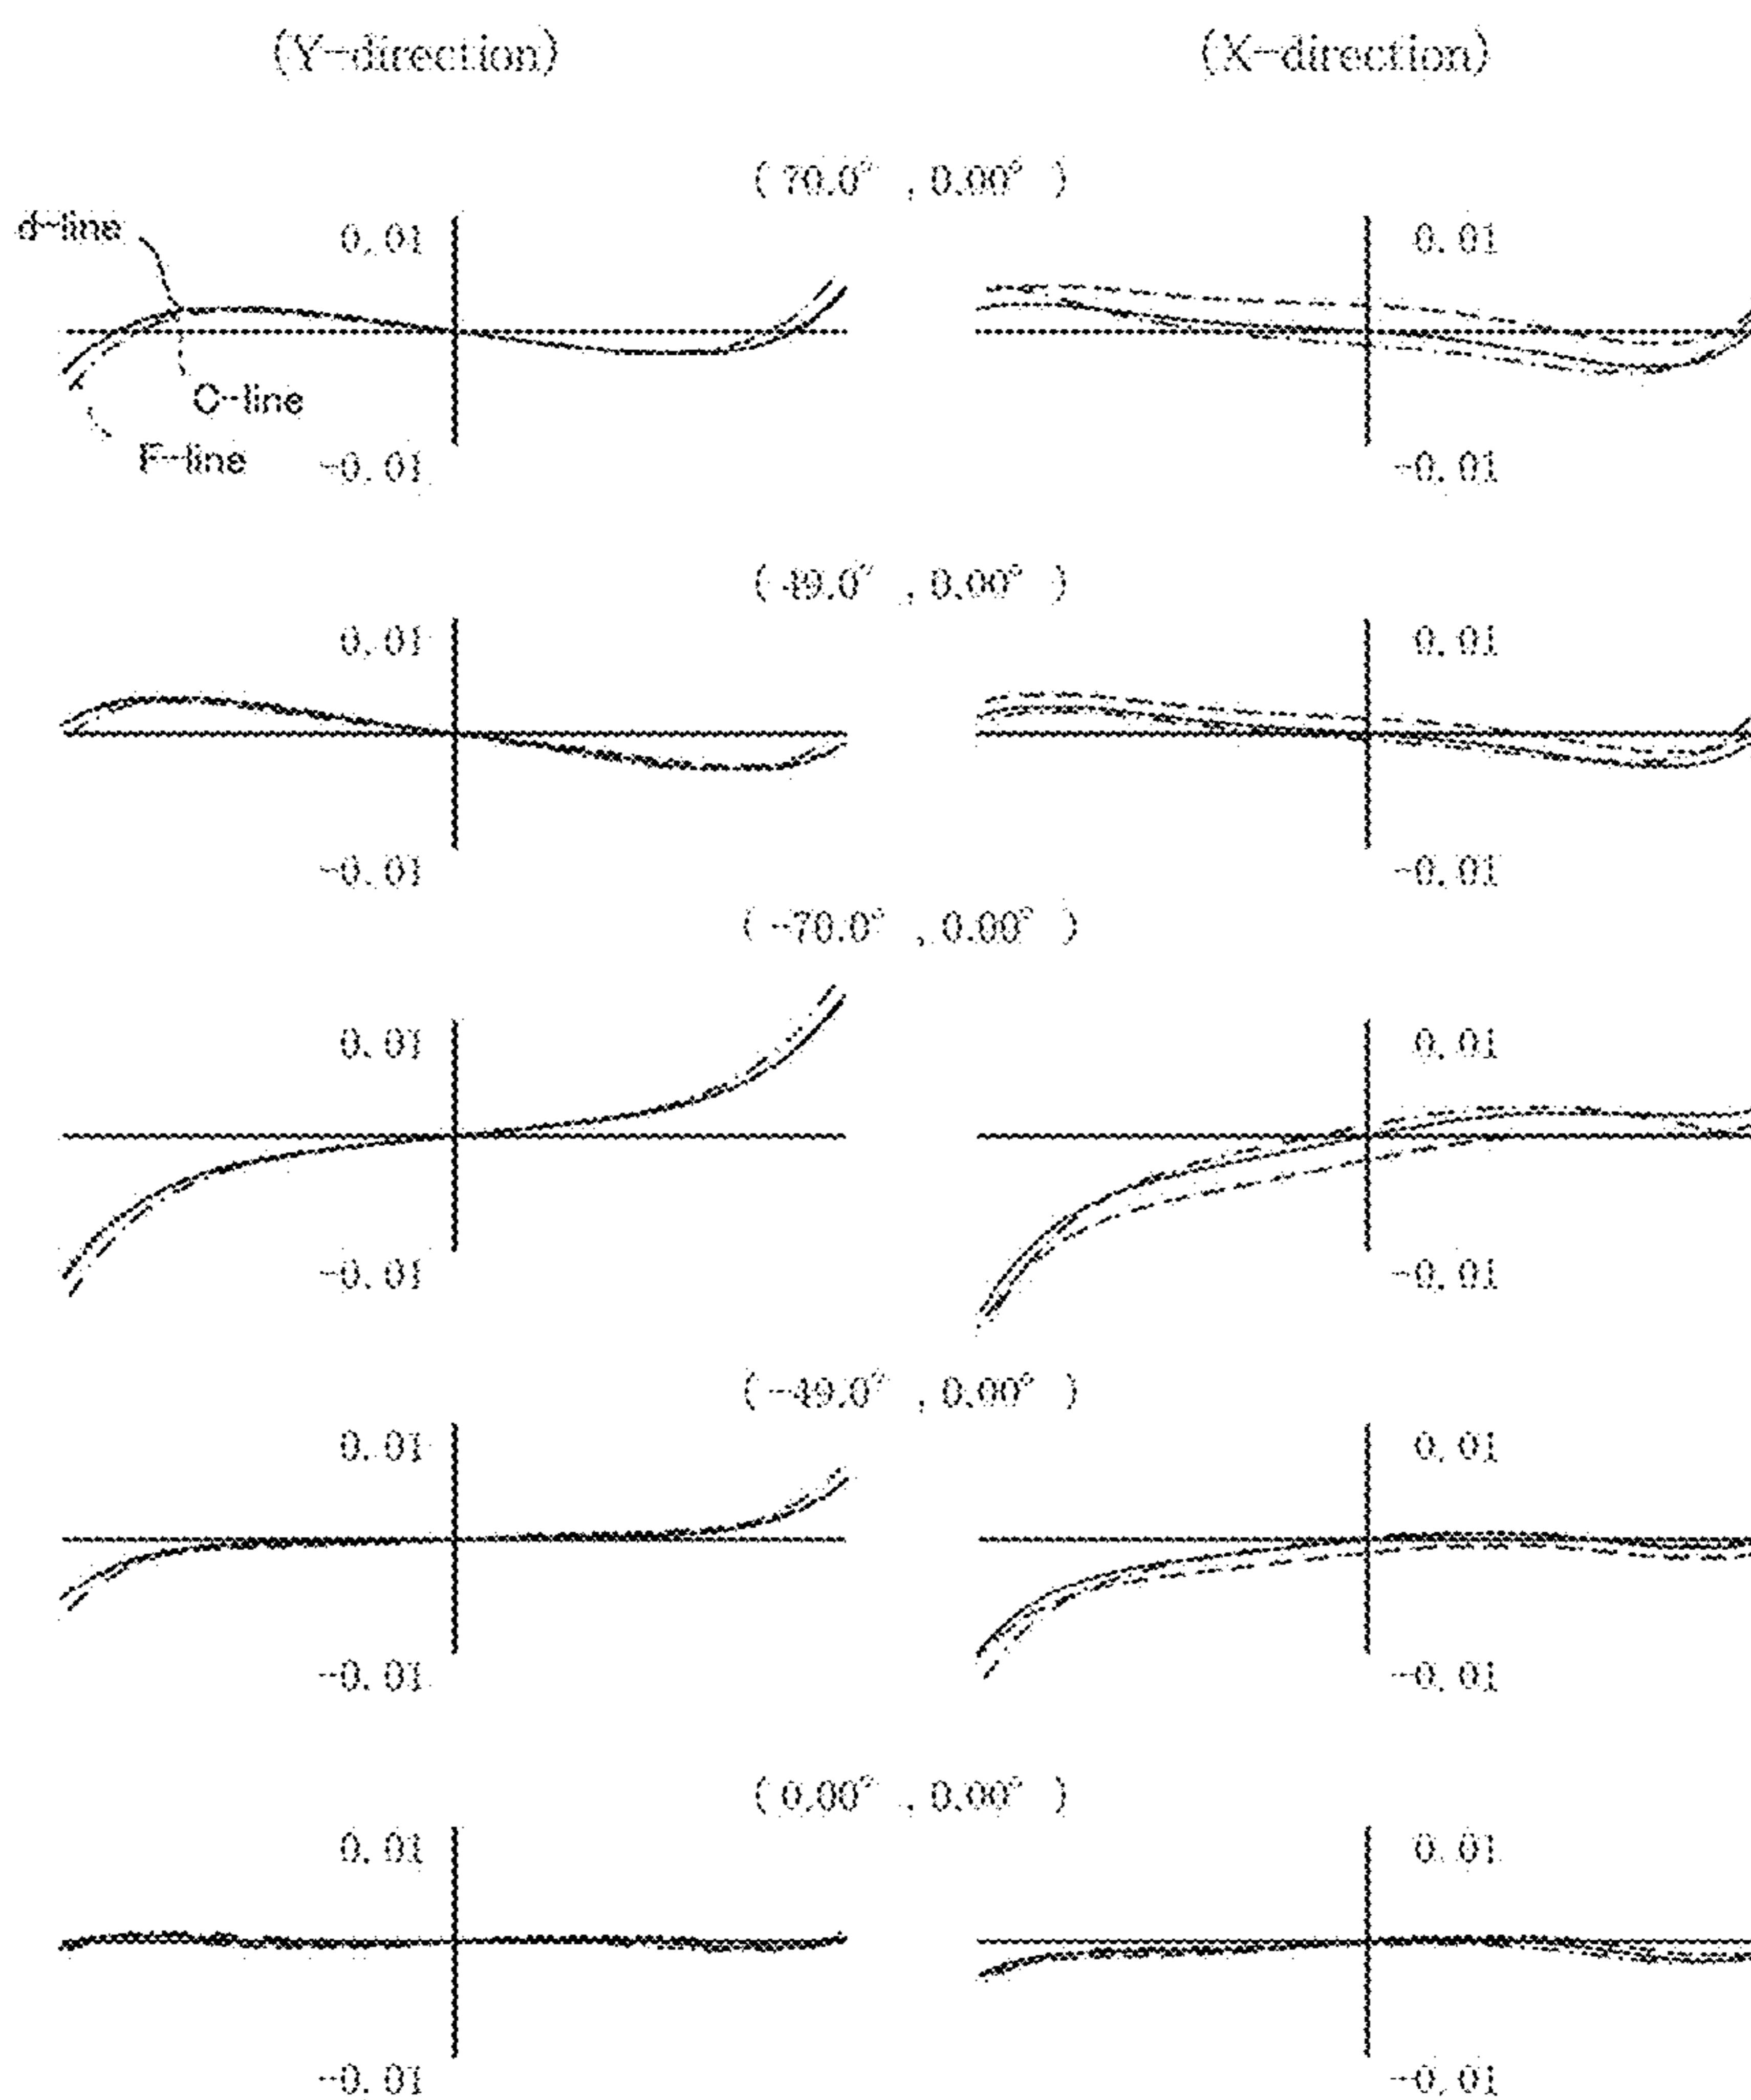 (Y-direction) (X-direction)
(70.0° , 0.00° )
d-line
0.01 0.01
C-line
F-line -0.01 -0.01
(49.0° , 0.00° )
0.01 0.01
-0.01 -0.01
(-70.0° , 0.00° )
0.01 0.01
-0.01 -0.01
(-49.0° , 0.00° )
0.01 0.01
-0.01 -0.01
(0.00° , 0.00° )
0.01 0.01
-0.01 -0.01